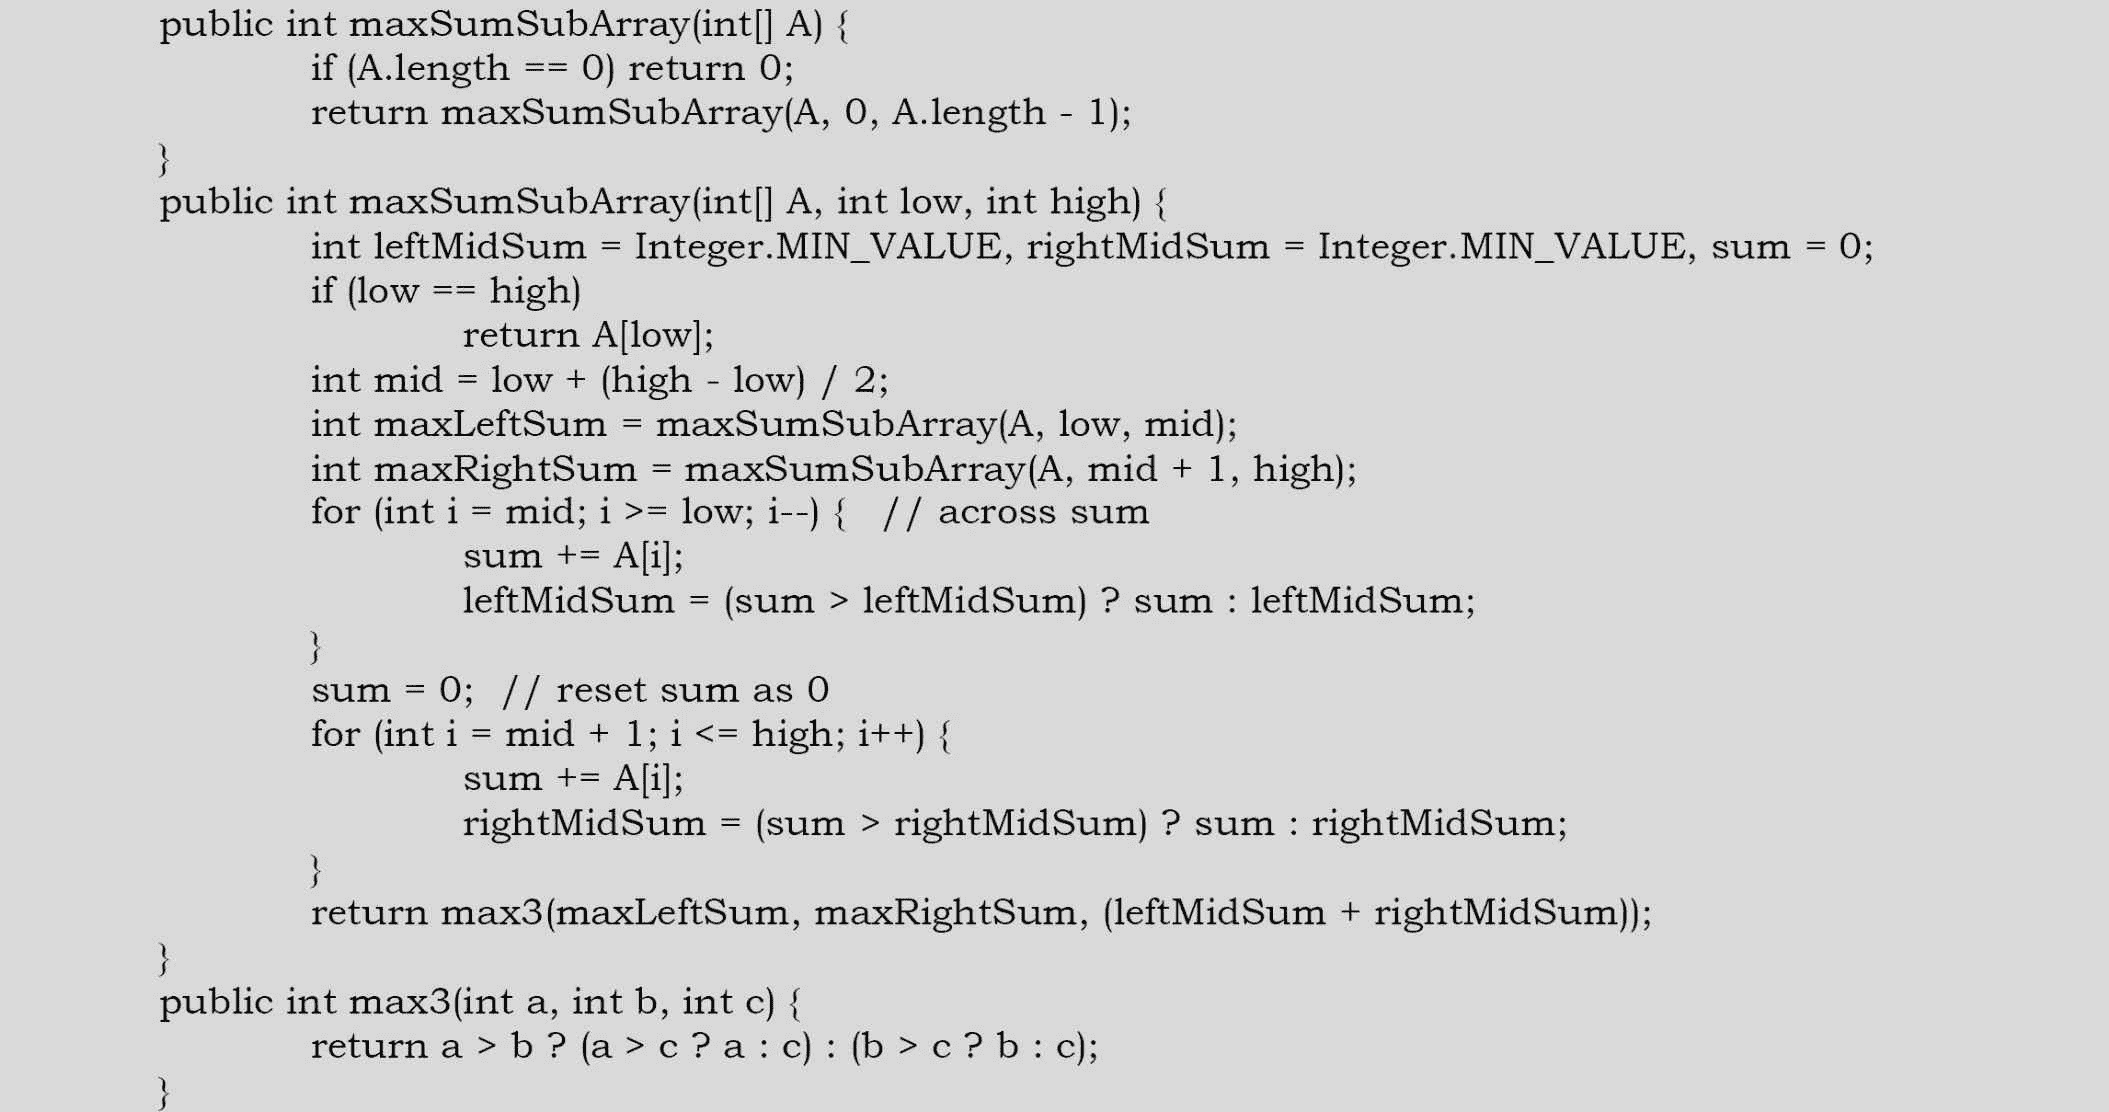 public int maxSumSubArray(int[] A) {
if (A.length == 0) return 0;
return maxSumSubArray(A, 0, A.length - 1);
}
public int maxSumSubArray(int[] A, int low, int high) {
int leftMidSum = Integer.MIN_VALUE, rightMidSum = Integer.MIN_VALUE, sum = 0;
if (low == high)
return A[low];
int mid = low + (high - low) / 2;
int maxLeftSum = maxSumSubArray(A, low, mid);
int maxRightSum = maxSumSubArray(A, mid + 1, high);
for (int i = mid; i >= low; i--) { // across sum
sum += A[i];
leftMidSum = (sum > leftMidSum) ? sum : leftMidSum;
}
sum = 0; // reset sum as 0
for (int i = mid + 1; i <= high; i++) {
sum += A[i];
rightMidSum = (sum > rightMidSum) ? sum : rightMidSum;
}
return max3(maxLeftSum, maxRightSum, (leftMidSum + rightMidSum));
}
public int max3(int a, int b, int c) {
return a > b ? (a > c ? a : c) : (b > c ? b : c);
}